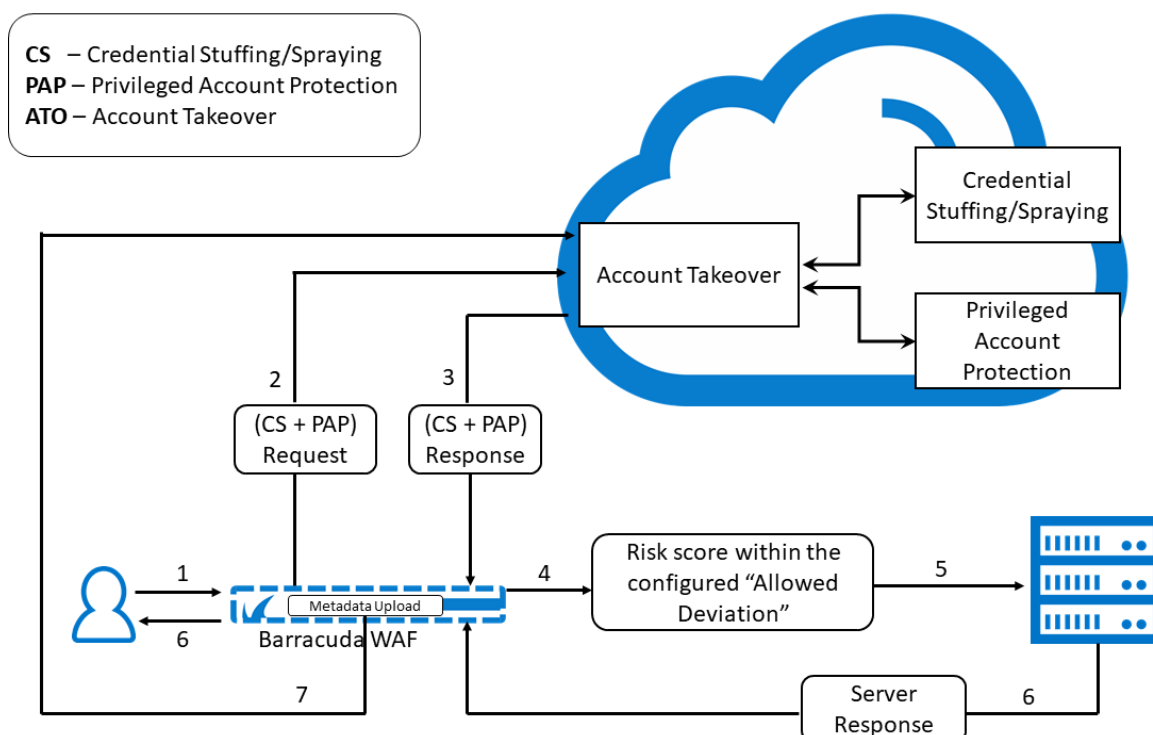 CS – Credential Stuffing/Spraying
PAP – Privileged Account Protection
ATO – Account Takeover
Credential
Stuffing/Spraying
Account Takeover
Privileged
Account
Protection
2
3
(CS + PAP)
Request
(CS + PAP)
Response
1
6
Metadata Upload
Barracuda WAF
4
Risk score within the
configured “Allowed
Deviation”
5
7
Server
Response
6